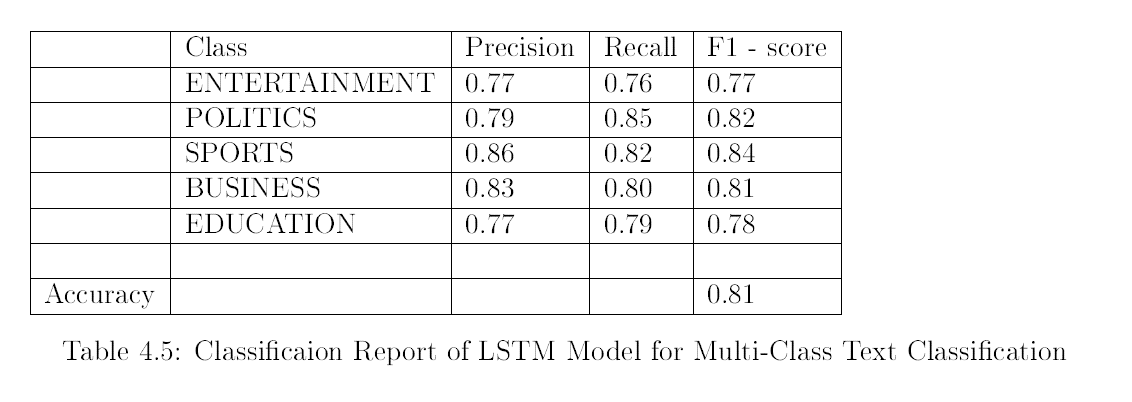 Class Precision Recall F1 - score
ENTERTAINMENT 0.77 0.76 0.77
POLITICS 0.79 0.85 0.82
SPORTS 0.86 0.82 0.84
BUSINESS 0.83 0.80 0.81
EDUCATION 0.77 0.79 0.78
Accuracy 0.81
Table 4.5: Classificaion Report of LSTM Model for Multi-Class Text Classification